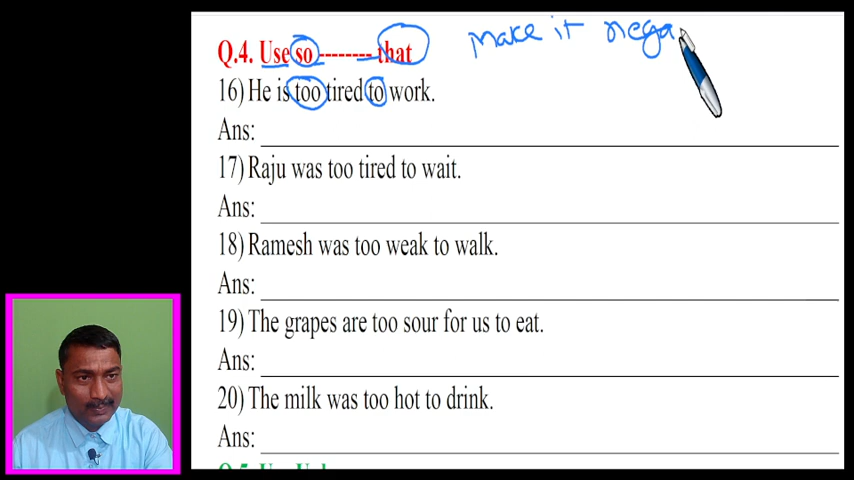 Q.4. Use so -------- that make it nega
16) He is too tired to work.
Ans:
17) Raju was too tired to wait.
Ans:
18) Ramesh was too weak to walk.
Ans:
19) The grapes are too sour for us to eat.
Ans:
20) The milk was too hot to drink.
Ans: